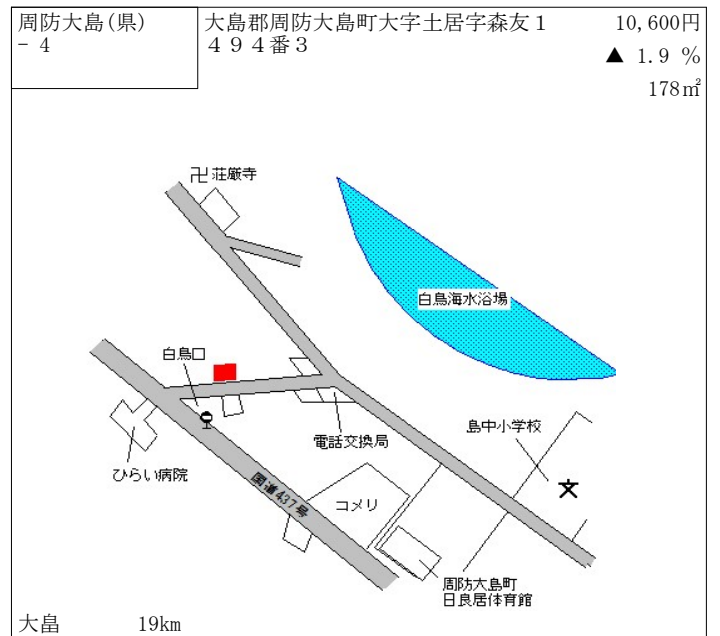 周防大島(県)
- 4
大島郡周防大島町大字土居字森友１
４９４番３
10,600円
▲ 1.9 %
178㎡
卍荘厳寺
白鳥海水浴場
白鳥口
島中小学校
電話交換局
ひらい病院
国道437号
コメリ
周防大島町
日良居体育館
大畠 19km